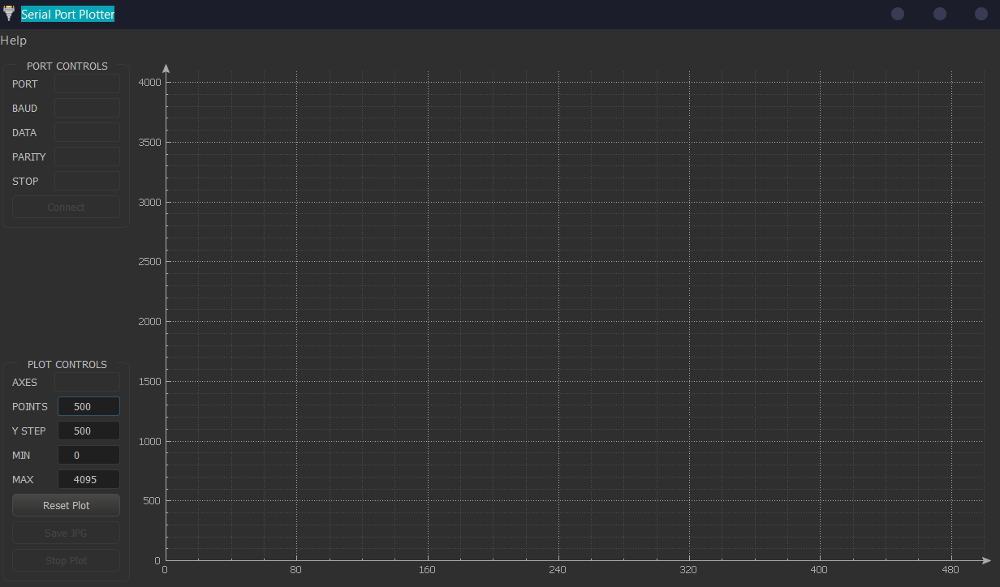 Serial Port Plotter
Help
PORT CONTROLS
PORT
BAUD
DATA
PARITY
STOP
Connect
PLOT CONTROLS
AXES
POINTS 500
Y STEP 500
MIN 0
MAX 4095
Reset Plot
Save JPG
Stop Plot
4000
3500
3000
2500
2000
1500
1000
500
0
0 80 160 240 320 400 480